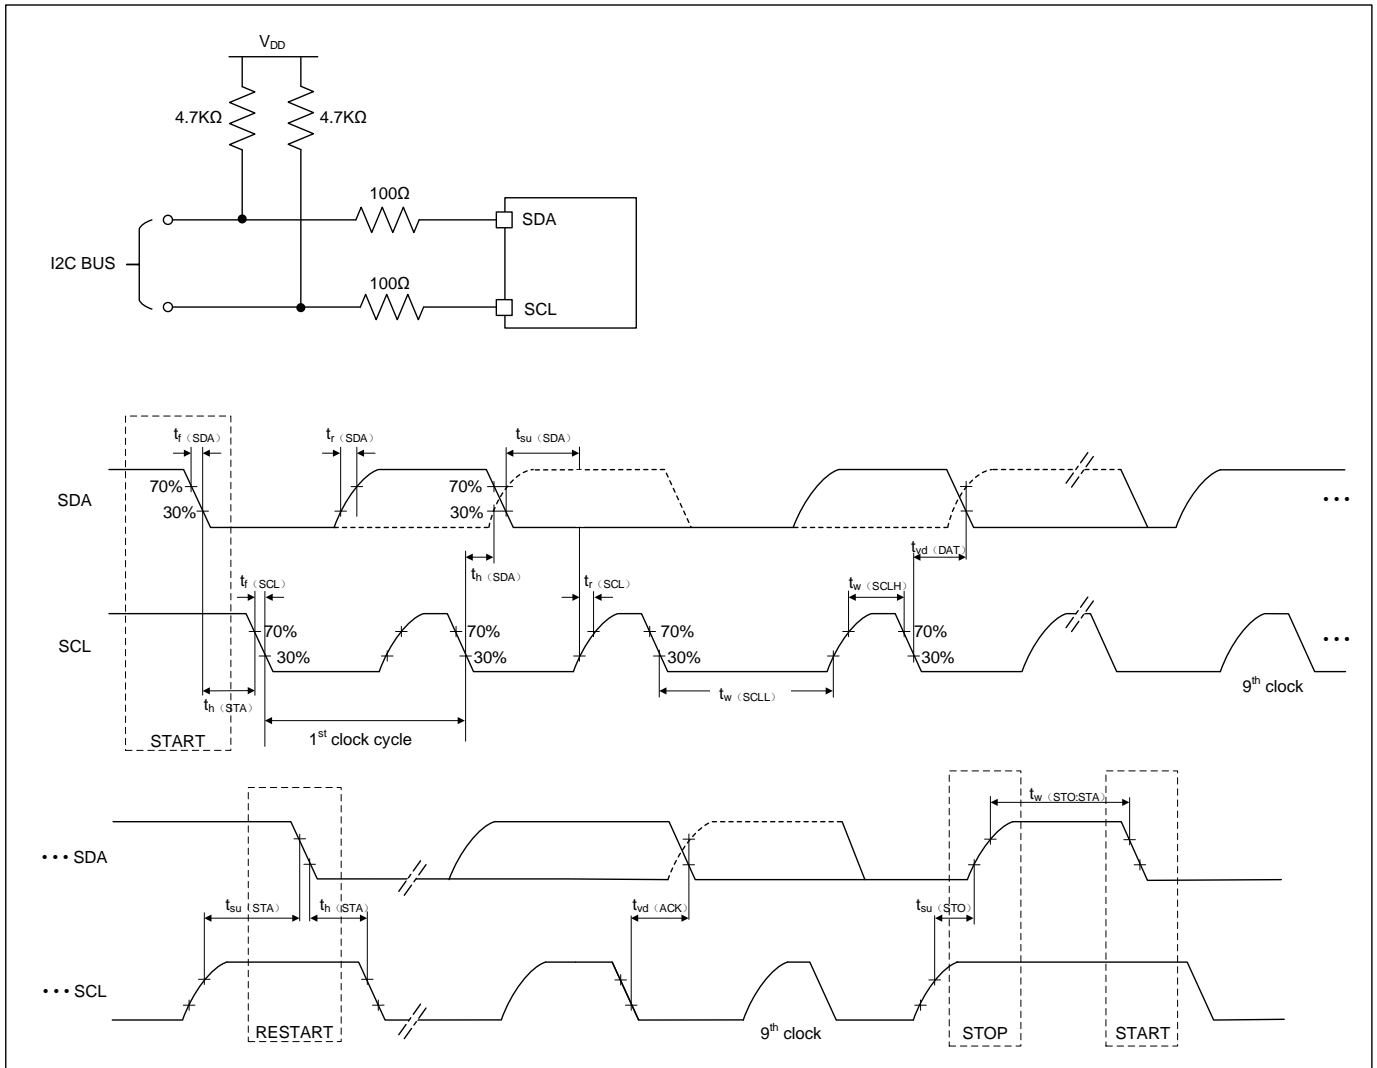 VDD
4.7KΩ 4.7KΩ
100Ω
SDA
I2C BUS
100Ω
SCL
tf（SDA） tr（SDA） tsu（SDA）
SDA 70% 70%
30% 30%
•••
th（SDA） tvd（DAT）
tf（SCL） tr（SCL） tw（SCLH）
SCL 70% 70% 70% 70%
30% 30% 30% 30%
•••
th（STA） tw（SCLL） 9th clock
START 1st clock cycle
tw（STO:STA）
••• SDA
tsu（STA） th（STA） tvd（ACK） tsu（STO）
••• SCL
RESTART 9th clock STOP START